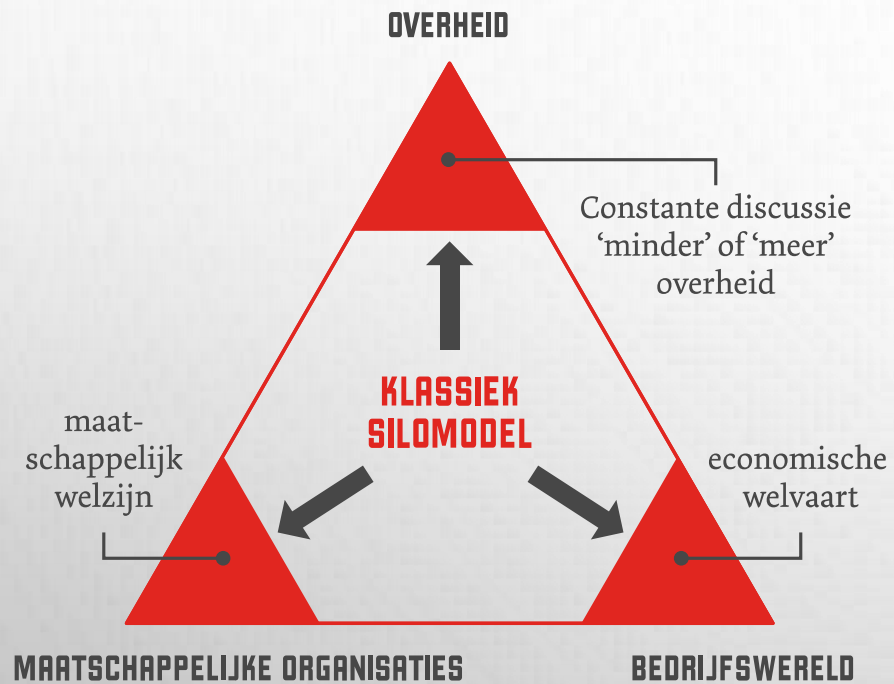 OVERHEID
Constante discussie
‘minder’ of ‘meer’
overheid
KLASSIEK
SILOMODEL
maat-
schappelijk
welzijn
economische
welvaart
MAATSCHAPPELIJKE ORGANISATIES
BEDRIJFSWERELD